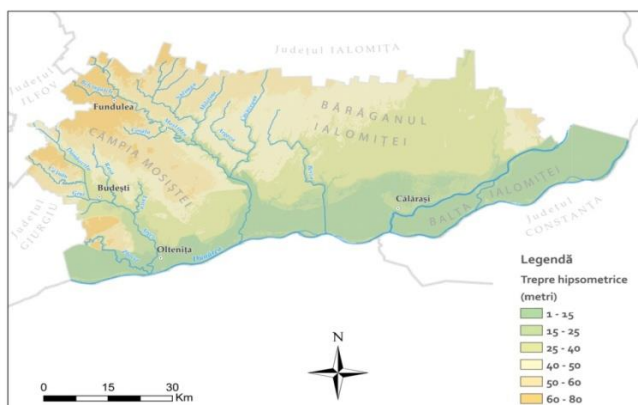 Județul IALOMIȚA
Județul
ILFOV
Fundulea
BĂRĂGANUL
IALOMIȚEI
CÂMPIA MOSIȘTEI
Budești
Călărași
BALTA IALOMIȚEI
Județul
GIURGIU
Județul
CONSTANȚA
Oltenița
Dunărea
Legendă
Trepre hipsometrice
(metri)
1 - 15
15 - 25
25 - 40
40 - 50
50 - 60
60 - 80
N
0 15 30
Km